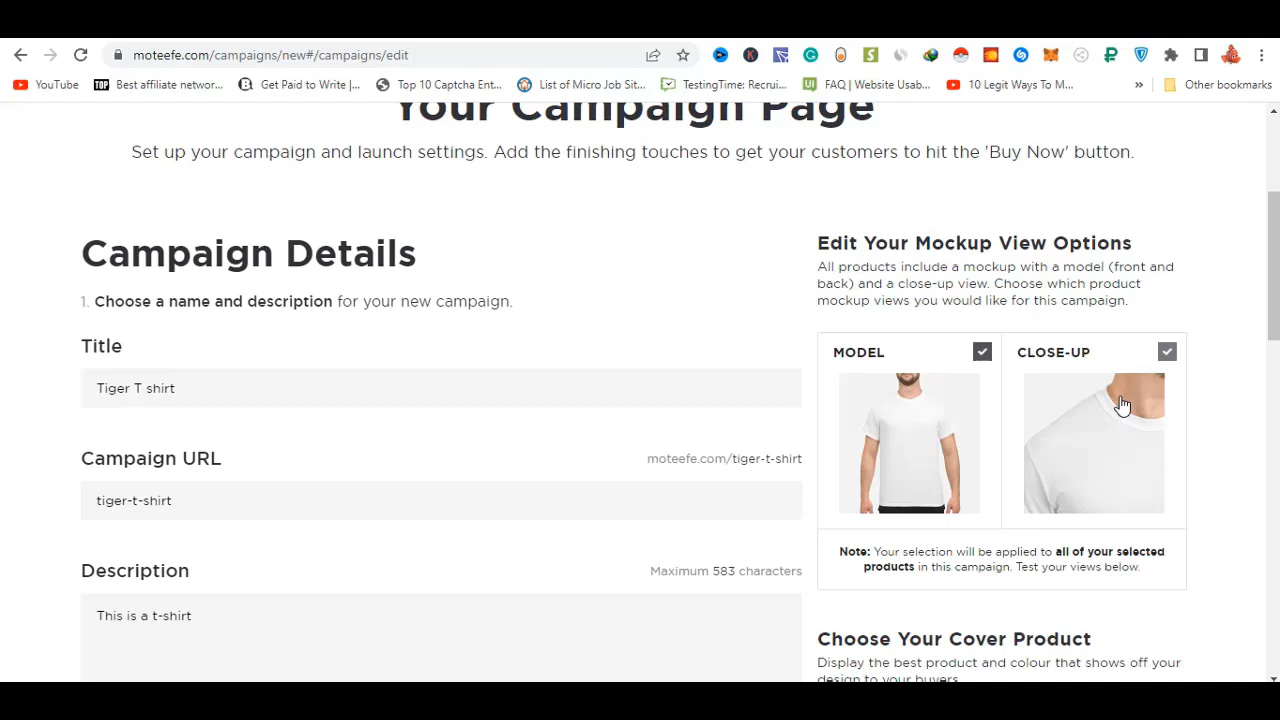 moteefe.com/campaigns/new#/campaigns/edit
YouTube
TOP
Best affiliate networ...
Get Paid to Write |...
Top 10 Captcha Ent...
List of Micro Job Sit...
TestingTime: Recrui...
UI
FAQ | Website Usab...
10 Legit Ways To M...
»
Other bookmarks
Your Campaign Page
Set up your campaign and launch settings. Add the finishing touches to get your customers to hit the 'Buy Now' button.
Campaign Details
1. Choose a name and description for your new campaign.
Title
Tiger T shirt
Campaign URL
moteefe.com/tiger-t-shirt
tiger-t-shirt
Description
Maximum 583 characters
This is a t-shirt
Edit Your Mockup View Options
All products include a mockup with a model (front and
back) and a close-up view. Choose which product
mockup views you would like for this campaign.
MODEL
CLOSE-UP
Note: Your selection will be applied to all of your selected
products in this campaign. Test your views below.
Choose Your Cover Product
Display the best product and colour that shows off your
design to your buyers